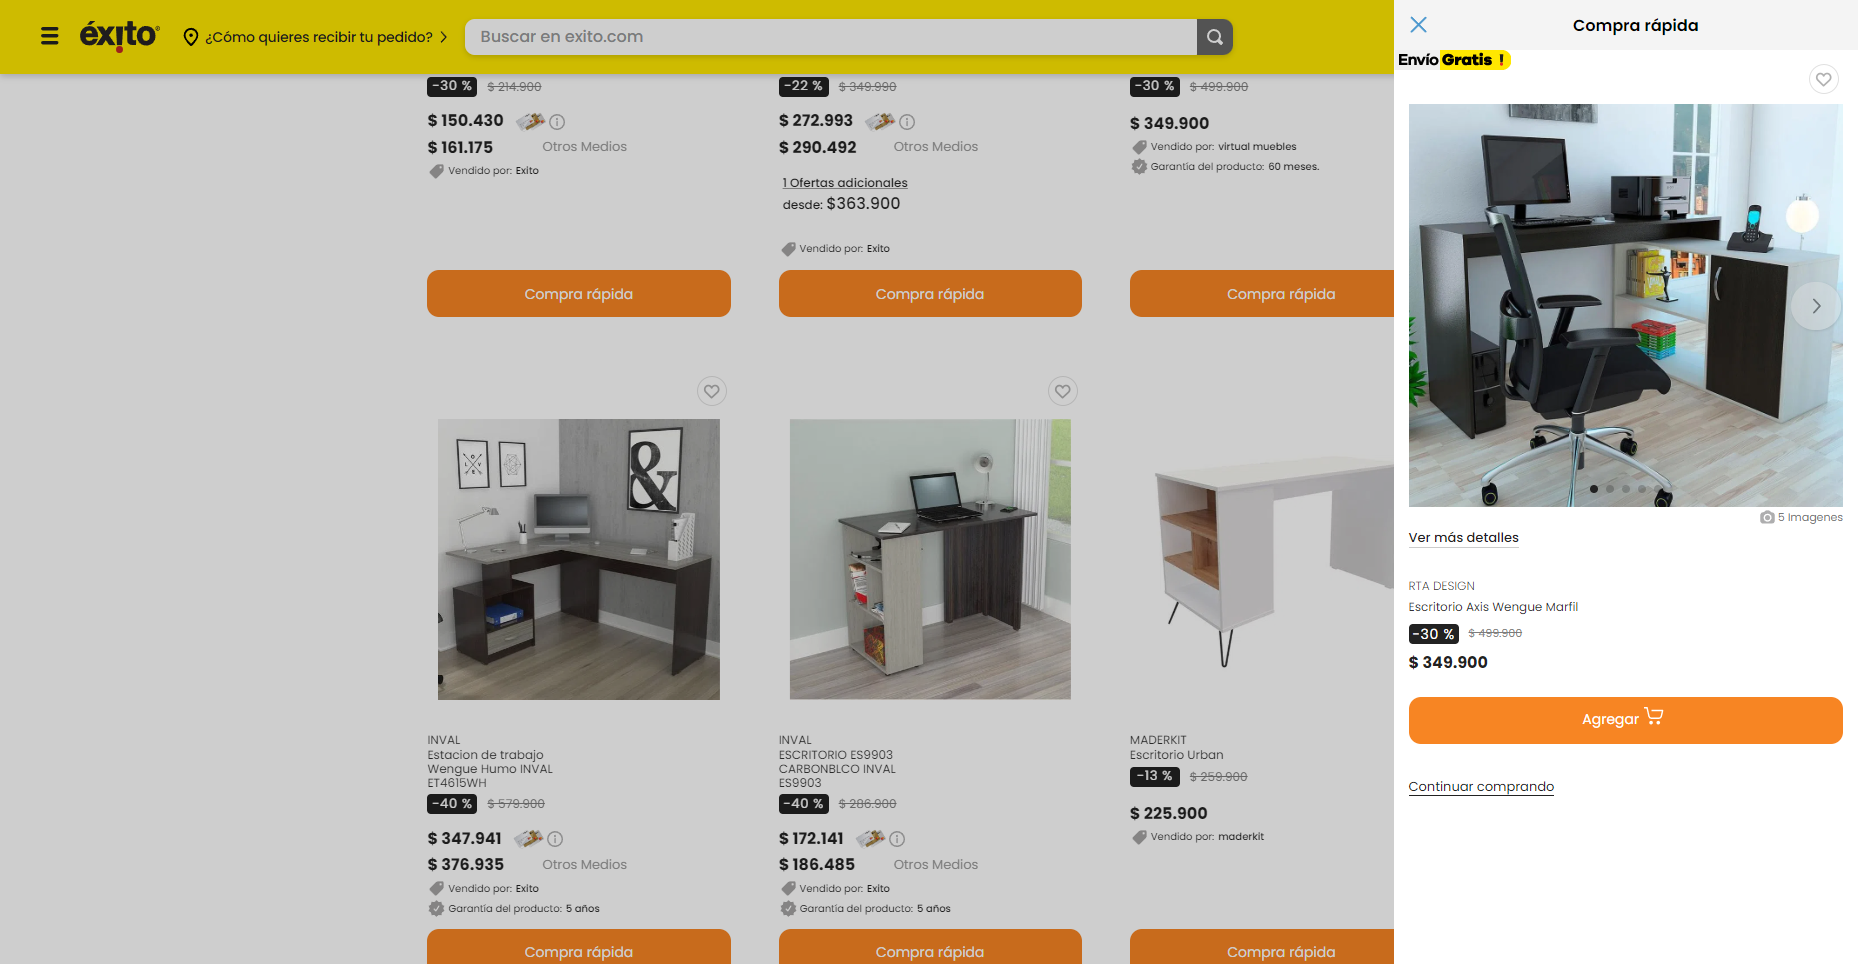 éxito
¿Cómo quieres recibir tu pedido?
Buscar en exito.com
-30 % $ 214.900
$ 150.430
$ 161.175 Otros Medios
Vendido por: Exito
Compra rápida
-22 % $ 349.990
$ 272.993
$ 290.492 Otros Medios
1 Ofertas adicionales
desde: $363.900
Vendido por: Exito
Compra rápida
-30 % $ 499.900
$ 349.900
Vendido por: virtual muebles
Garantía del producto: 60 meses.
Compra rápida
LOVE
&
INVAL
Estacion de trabajo
Wengue Humo INVAL
ET4615WH
-40 % $ 579.900
$ 347.941
$ 376.935 Otros Medios
Vendido por: Exito
Garantía del producto: 5 años
Compra rápida
INVAL
ESCRITORIO ES9903
CARBONBLCO INVAL
ES9903
-40 % $ 286.900
$ 172.141
$ 186.485 Otros Medios
Vendido por: Exito
Garantía del producto: 5 años
Compra rápida
MADERKIT
Escritorio Urban
-13 % $ 259.900
$ 225.900
Vendido por: maderkit
Compra rápida
Compra rápida
Envío Gratis !
5 Imagenes
Ver más detalles
RTA DESIGN
Escritorio Axis Wengue Marfil
-30 % $ 499.900
$ 349.900
Agregar
Continuar comprando